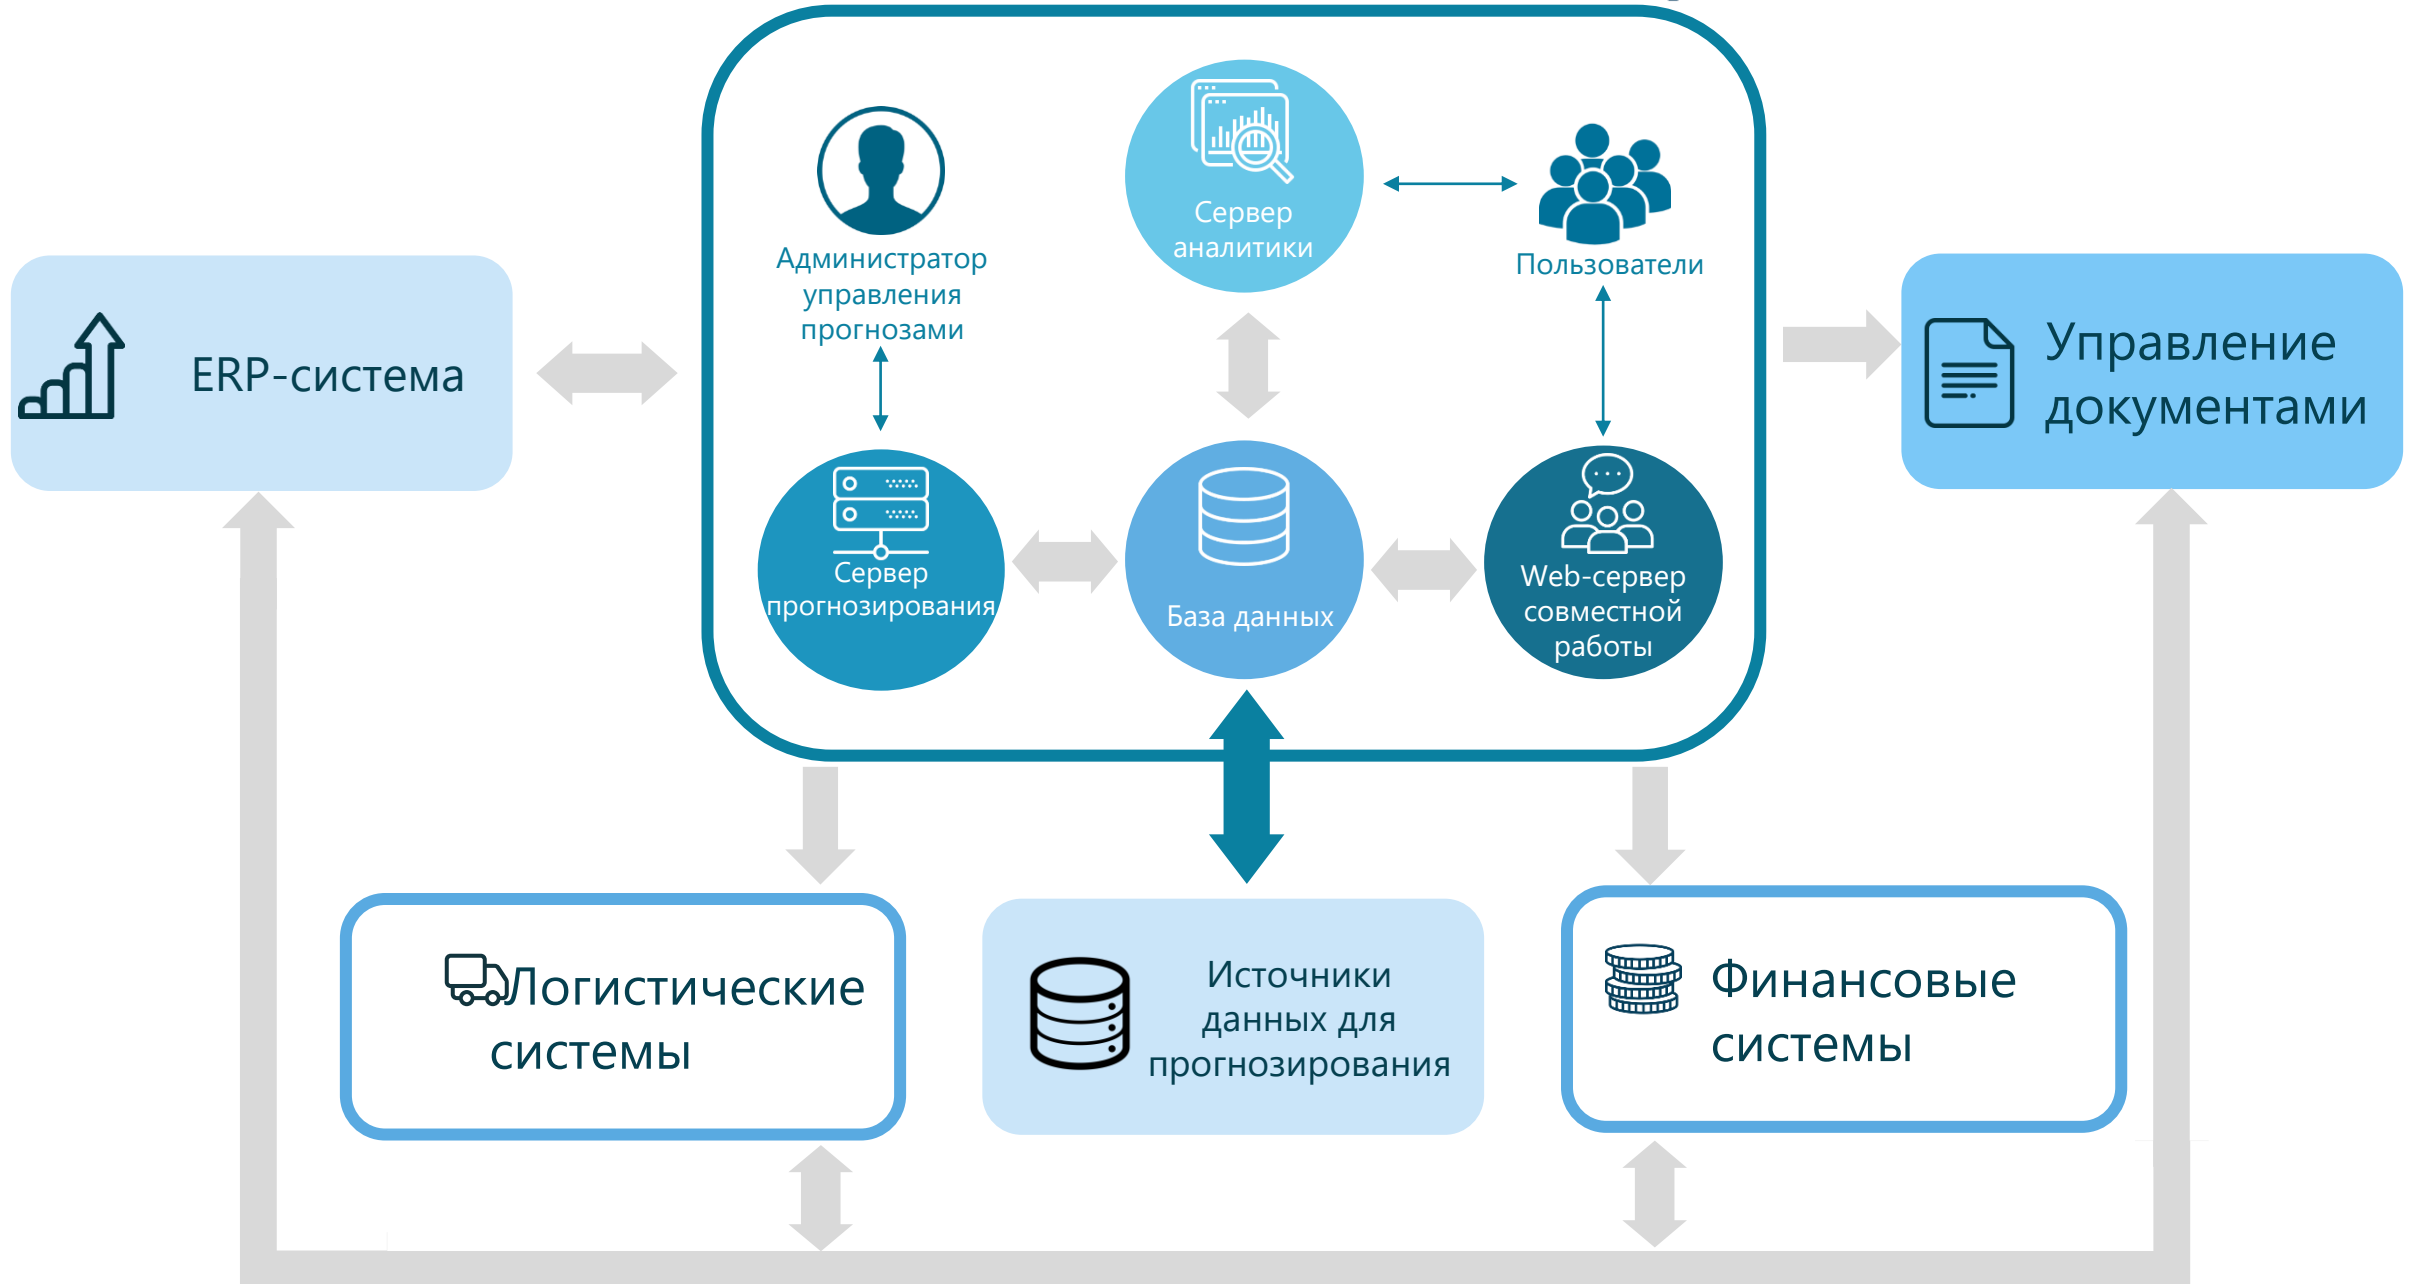 Сервер
аналитики
Администратор
управления
прогнозами
Пользователи
ERP-система
Управление
документами
Сервер
прогнозирования
База данных
Web-сервер
совместной
работы
Логистические
системы
Источники
данных для
прогнозирования
Финансовые
системы